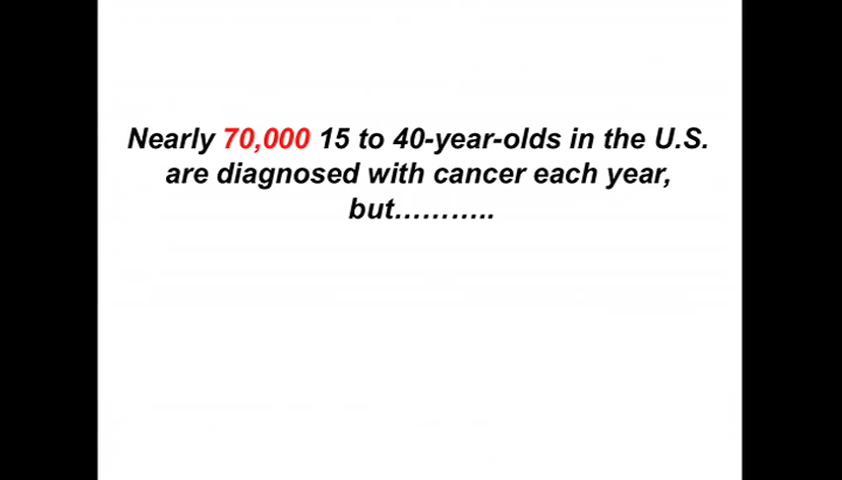 Nearly 70,000 15 to 40-year-olds in the U.S.
are diagnosed with cancer each year,
but………..